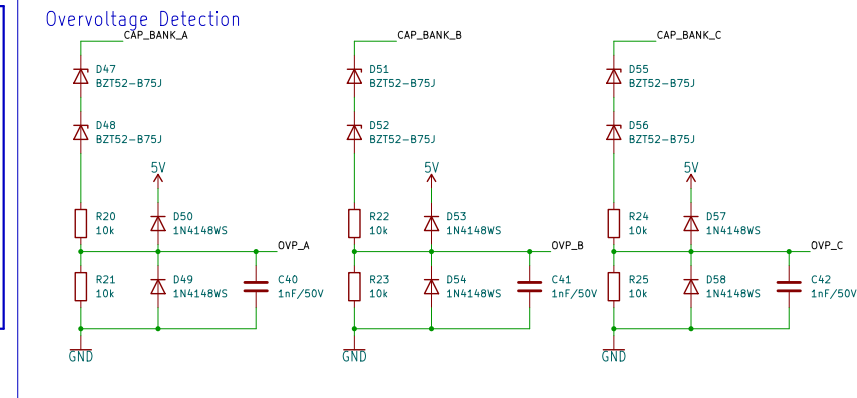 Overvoltage Detection
CAP_BANK_A
D47
BZT52-B75J
D48
BZT52-B75J
5V
R20
10k
D50
1N4148WS
OVP_A
R21
10k
D49
1N4148WS
C40
1nF/50V
GND
CAP_BANK_B
D51
BZT52-B75J
D52
BZT52-B75J
5V
R22
10k
D53
1N4148WS
OVP_B
R23
10k
D54
1N4148WS
C41
1nF/50V
GND
CAP_BANK_C
D55
BZT52-B75J
D56
BZT52-B75J
5V
R24
10k
D57
1N4148WS
OVP_C
R25
10k
D58
1N4148WS
C42
1nF/50V
GND